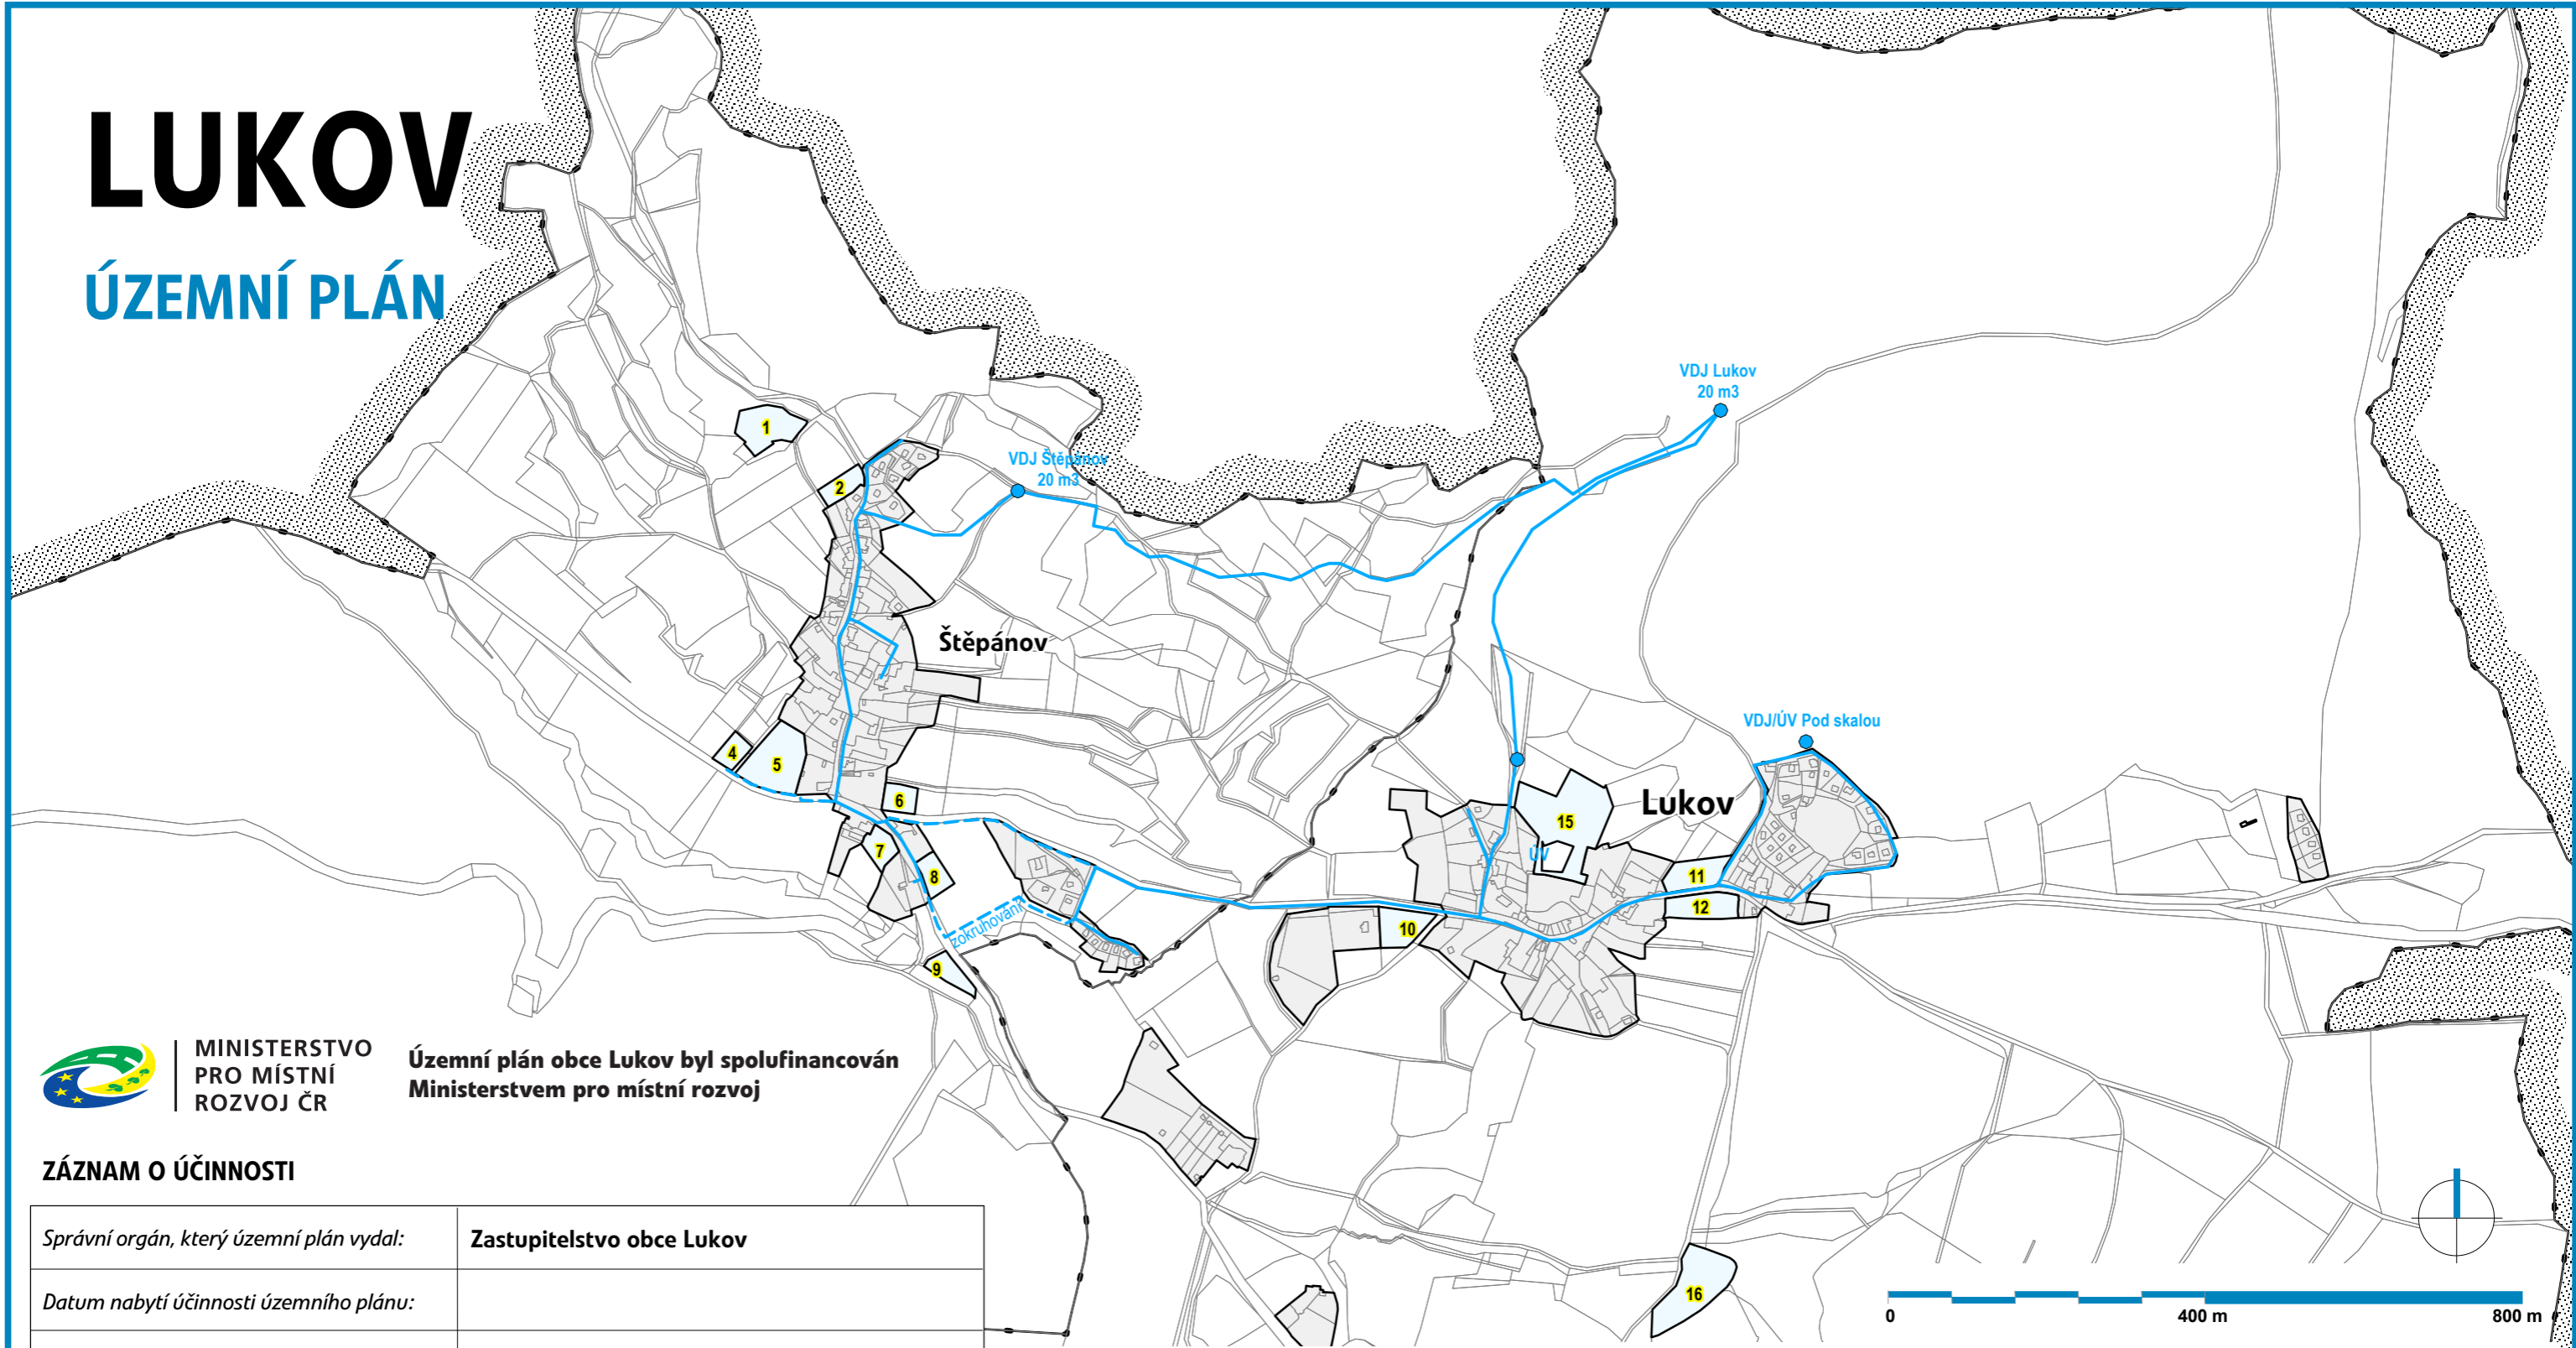 LUKOV
ÚZEMNÍ PLÁN
VDJ Lukov
20 m3
1
VDJ Štěpánov
20 m3
2
Štěpánov
VDJ/ÚV Pod skalou
4
5
6
Lukov
15
7
ÚV
8
11
12
zokruhování
10
9
MINISTERSTVO
PRO MÍSTNÍ
ROZVOJ ČR
Územní plán obce Lukov byl spolufinancován
Ministerstvem pro místní rozvoj
ZÁZNAM O ÚČINNOSTI
Správní orgán, který územní plán vydal: Zastupitelstvo obce Lukov
Datum nabytí účinnosti územního plánu:
16
0 400 m 800 m